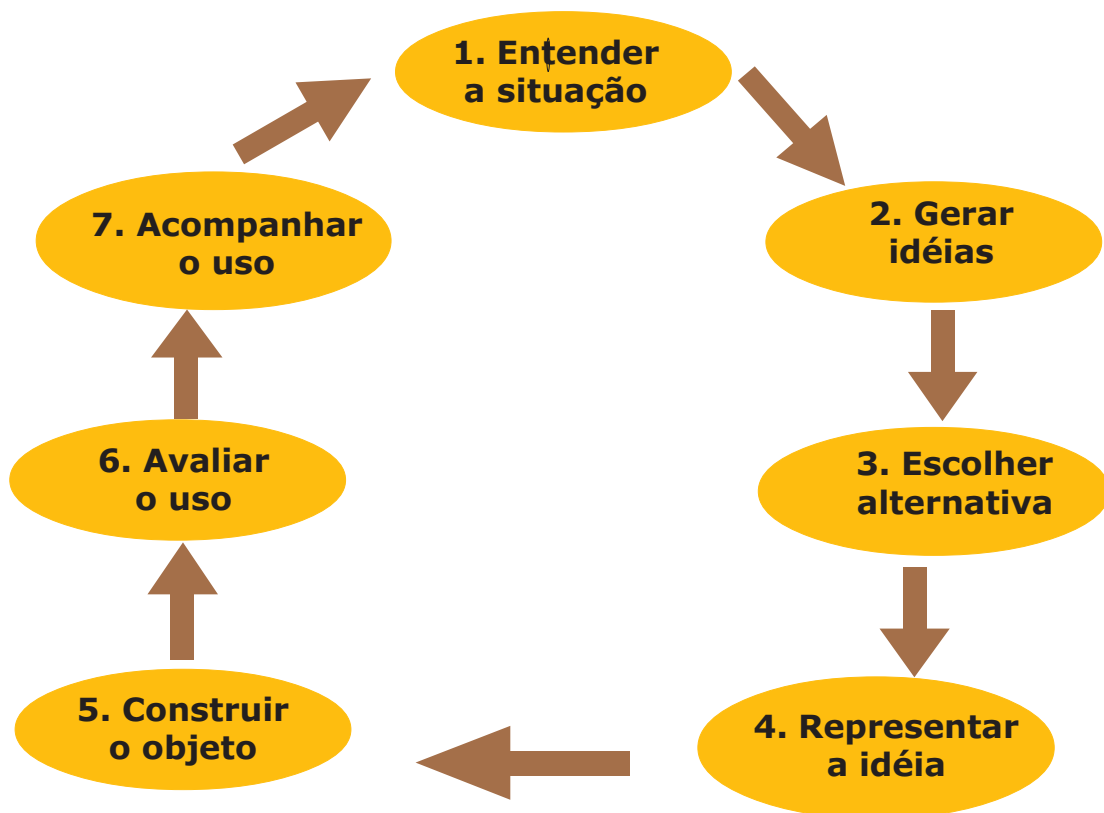 1. Entender
a situação
2. Gerar
idéias
3. Escolher
alternativa
4. Representar
a idéia
5. Construir
o objeto
6. Avaliar
o uso
7. Acompanhar
o uso